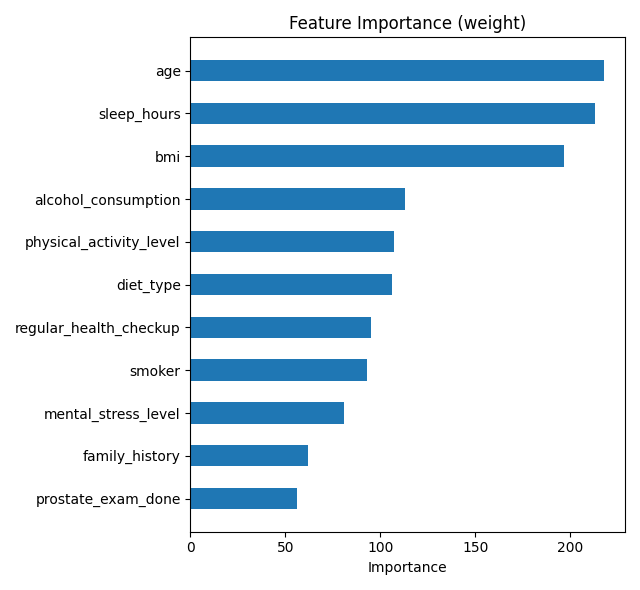 Feature Importance (weight)
age
sleep_hours
bmi
alcohol_consumption
physical_activity_level
diet_type
regular_health_checkup
smoker
mental_stress_level
family_history
prostate_exam_done
0 50 100 150 200
Importance